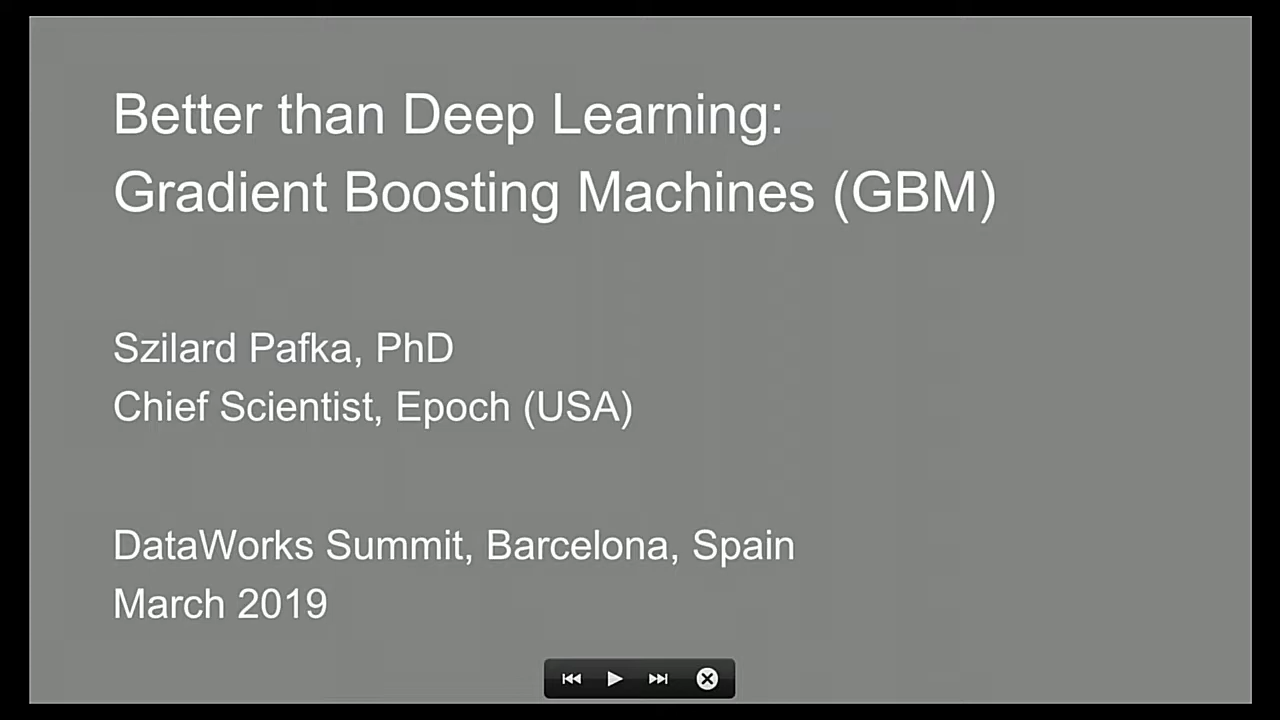 Better than Deep Learning:
Gradient Boosting Machines (GBM)
Szilard Pafka, PhD
Chief Scientist, Epoch (USA)
DataWorks Summit, Barcelona, Spain
March 2019